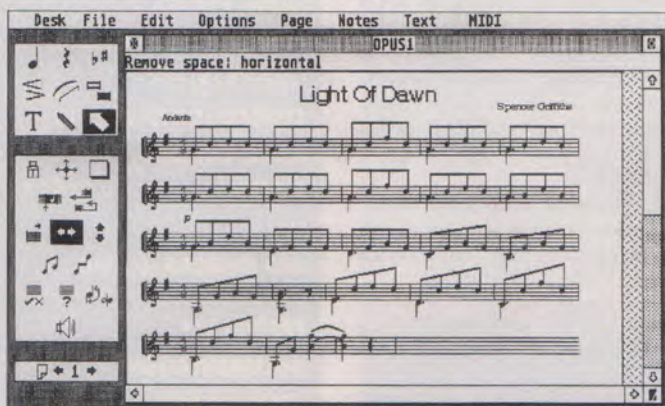 Desk File Edit Options Page Notes Text MIDI
OPUS1
Remove space: horizontal
Light Of Dawn
Andante
Spencer Griffiths
T
p
?
1